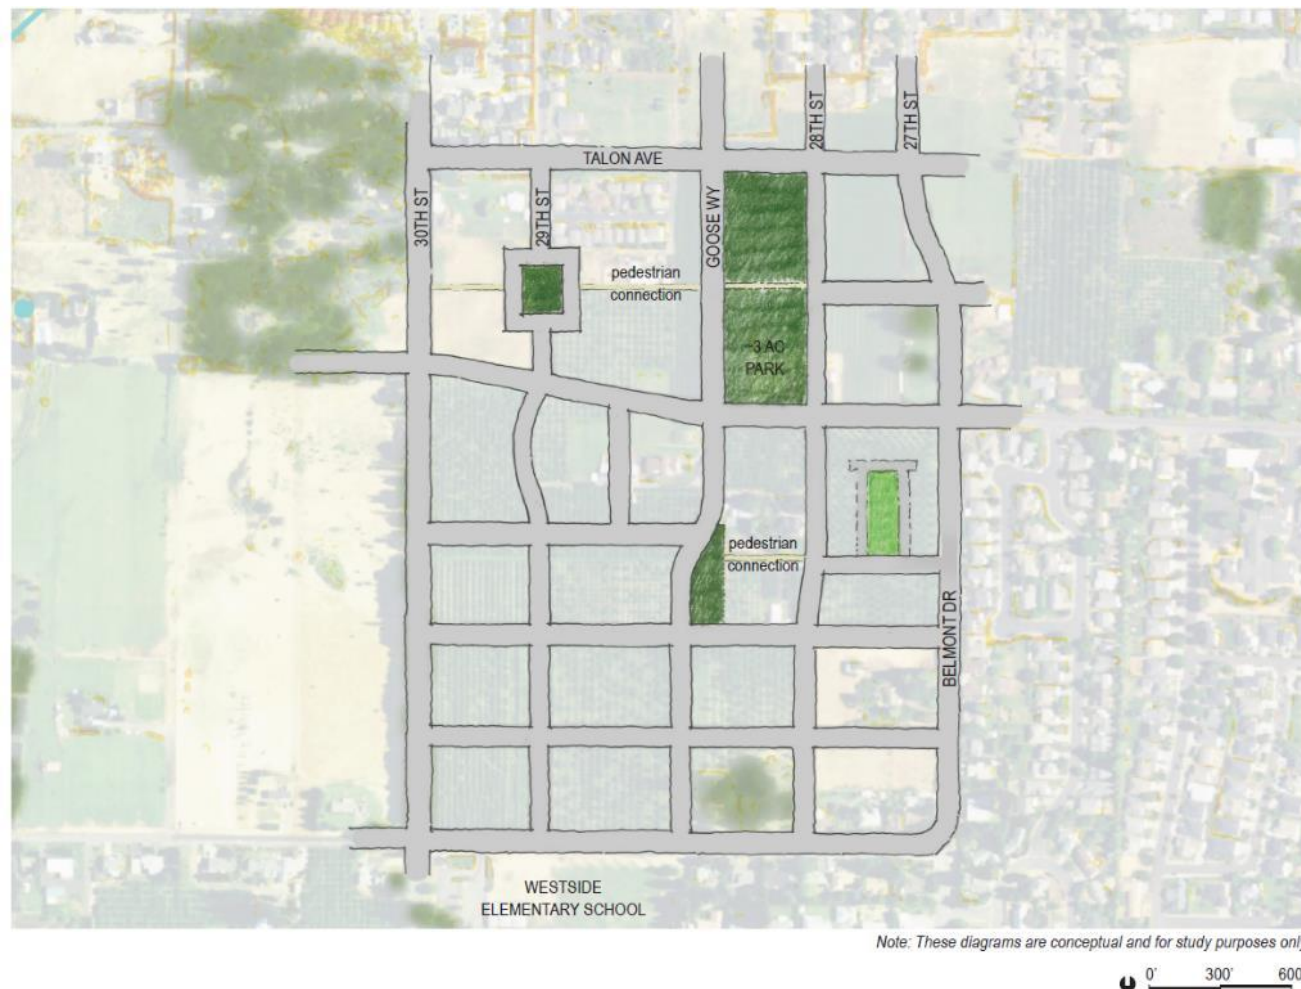 28TH ST
27TH ST
TALON AVE
30TH ST
29TH ST
GOOSE WY
pedestrian
connection
~3 AC
PARK
pedestrian
connection
BELMONT DR
WESTSIDE
ELEMENTARY SCHOOL
Note: These diagrams are conceptual and for study purposes only
0' 300' 600